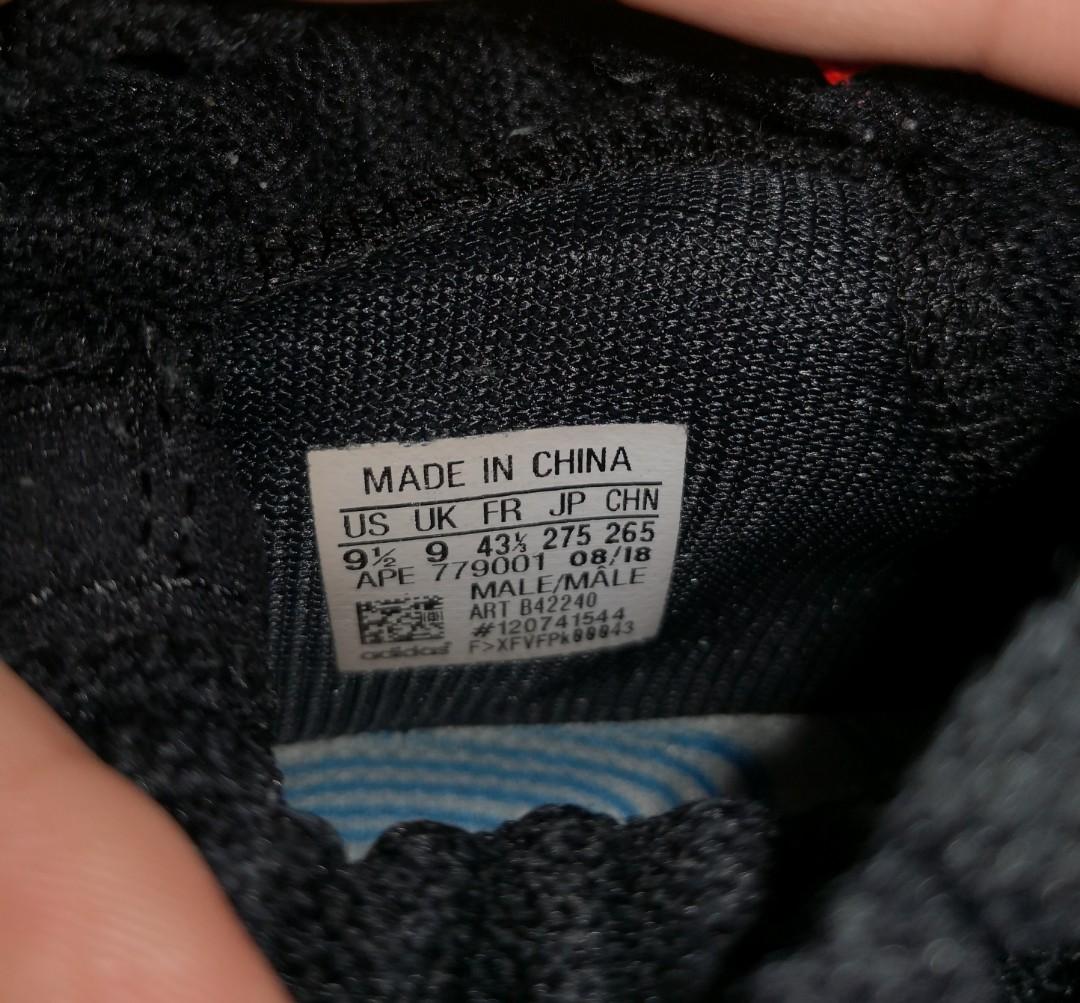 MADE IN CHINA
US UK FR JP CHN
9½ 9 43⅓ 275 265
APE 779001 08/18
MALE/MÂLE
ART B42240
#120741544
F>XFVFPk00043
adidas